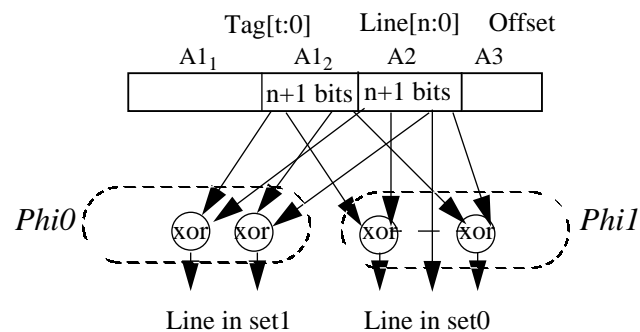 Tag[t:0] Line[n:0] Offset
A1₁ A1₂ A2 A3
n+1 bits n+1 bits
Phi0 xor xor xor xor Phi1
Line in set1 Line in set0